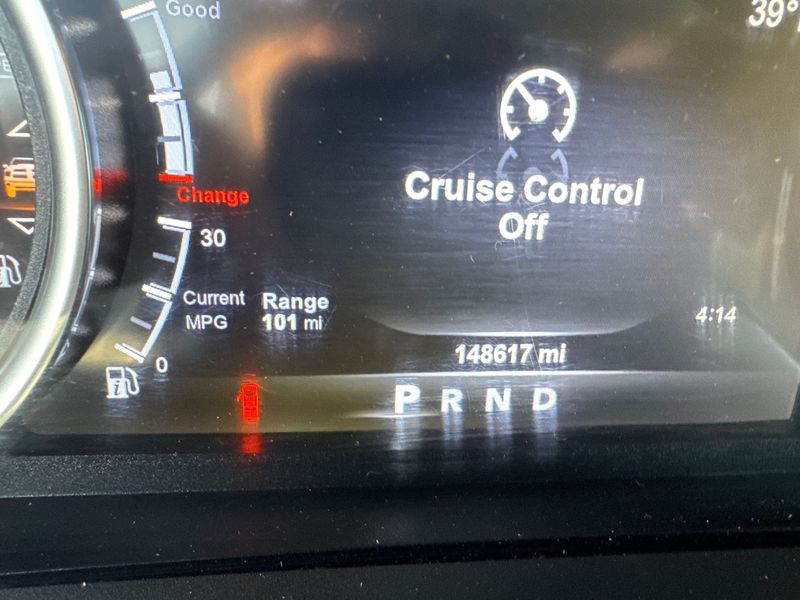 Good
39°
Cruise Control
Off
Change
30
Current
MPG
Range
101 mi
4:14
0
148617 mi
P R N D